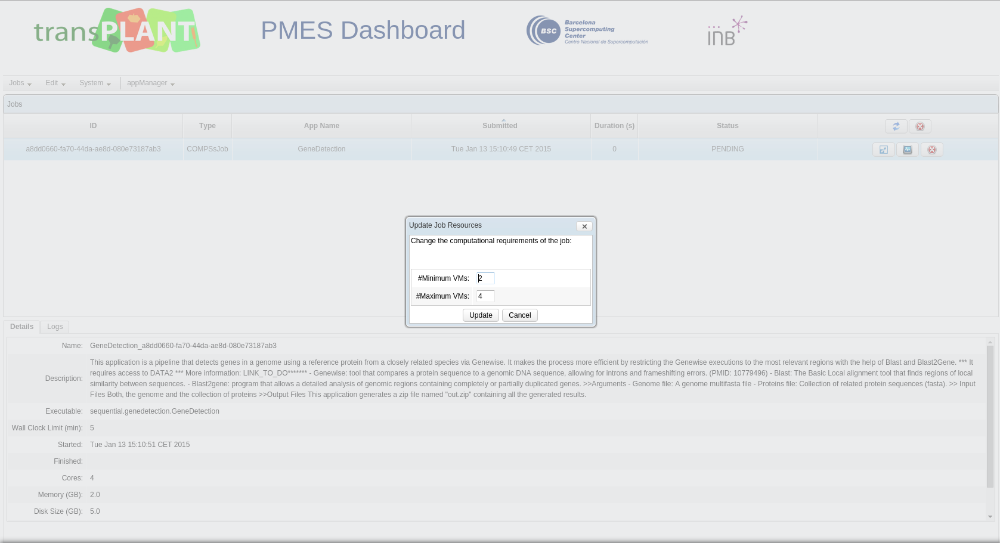 transPLANT
PMES Dashboard
BSC
Barcelona
Supercomputing
Center
Centro Nacional de Supercomputación
INB
Jobs Edit System appManager
Jobs
ID Type App Name Submitted Duration (s) Status
a8dd0660-fa70-44da-ae8d-080e73187ab3 COMPSsJob GeneDetection Tue Jan 13 15:10:49 CET 2015 0 PENDING
Update Job Resources
Change the computational requirements of the job:
#Minimum VMs: 2
#Maximum VMs: 4
Update Cancel
Details Logs
Name: GeneDetection_a8dd0660-fa70-44da-ae8d-080e73187ab3
Description: This application is a pipeline that detects genes in a genome using a reference protein from a closely related species via Genewise. It makes the process more efficient by restricting the Genewise executions to the most relevant regions with the help of Blast and Blast2Gene. *** It
requires access to DATA2 *** More information: LINK_TO_DO******* - Genewise: tool that compares a protein sequence to a genomic DNA sequence, allowing for introns and frameshifting errors. (PMID: 10779496) - Blast: The Basic Local alignment tool that finds regions of local
similarity between sequences. - Blast2gene: program that allows a detailed analysis of genomic regions containing completely or partially duplicated genes. >>Arguments - Genome file: A genome multifasta file - Proteins file: Collection of related protein sequences (fasta). >> Input
Files Both, the genome and the collection of proteins >>Output Files This application generates a zip file named "out.zip" containing all the generated results.
Executable: sequential.genedetection.GeneDetection
Wall Clock Limit (min): 5
Started: Tue Jan 13 15:10:51 CET 2015
Finished:
Cores: 4
Memory (GB): 2.0
Disk Size (GB): 5.0